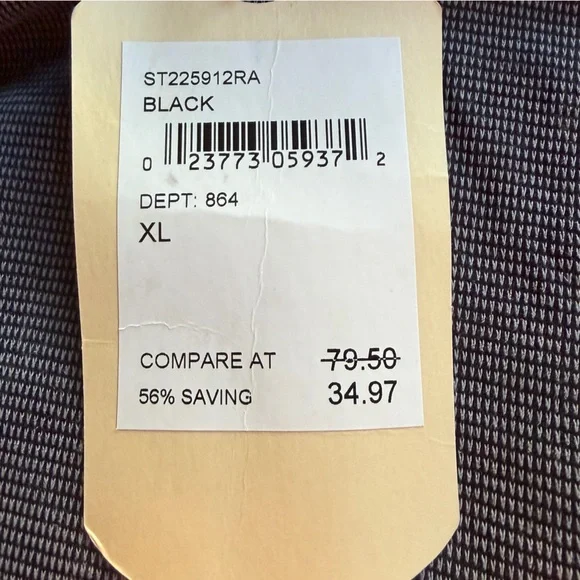 ST225912RA
BLACK
0 23773 05937 2
DEPT: 864
XL
COMPARE AT 79.50
56% SAVING 34.97